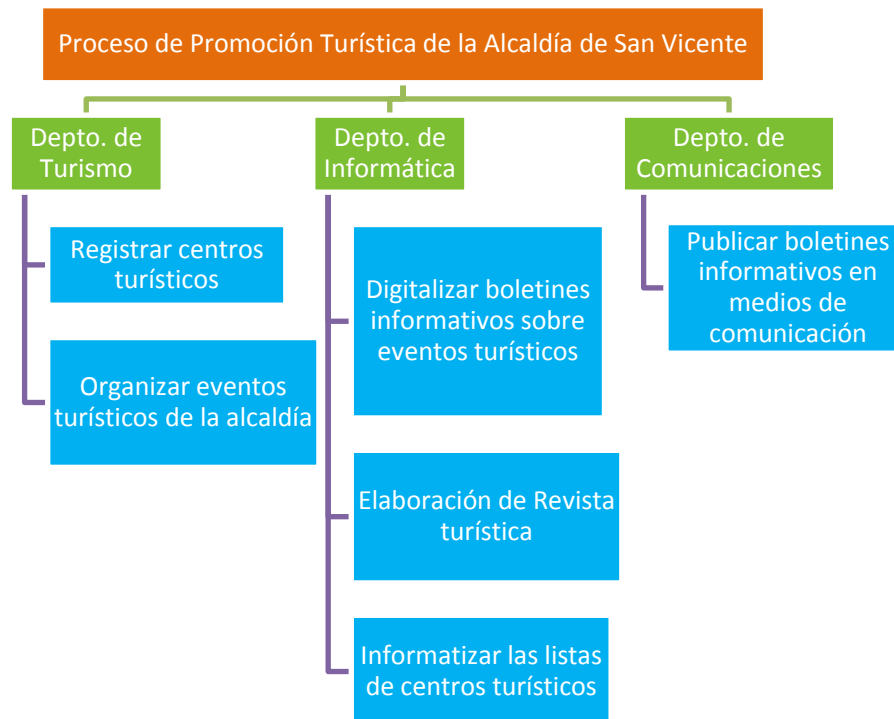 Proceso de Promoción Turística de la Alcaldía de San Vicente
Depto. de
Turismo
Registrar centros
turísticos
Organizar eventos
turísticos de la alcaldía
Depto. de
Informática
Digitalizar boletines
informativos sobre
eventos turísticos
Elaboración de Revista
turística
Informatizar las listas
de centros turísticos
Depto. de
Comunicaciones
Publicar boletines
informativos en
medios de
comunicación